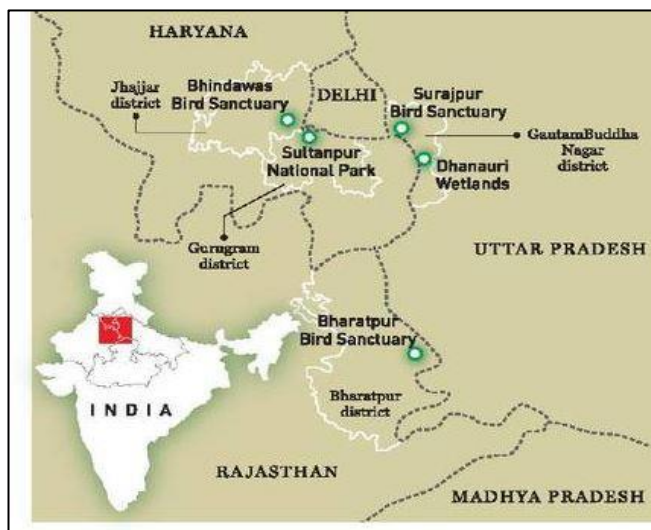 HARYANA
Jhajjar
district
Bhindawas
Bird Sanctuary
DELHI
Surajpur
Bird Sanctuary
GautamBuddha
Nagar
district
Sultanpur
National Park
Dhanauri
Wetlands
Gurugram
district
UTTAR PRADESH
Bharatpur
Bird Sanctuary
INDIA
Bharatpur
district
RAJASTHAN
MADHYA PRADESH